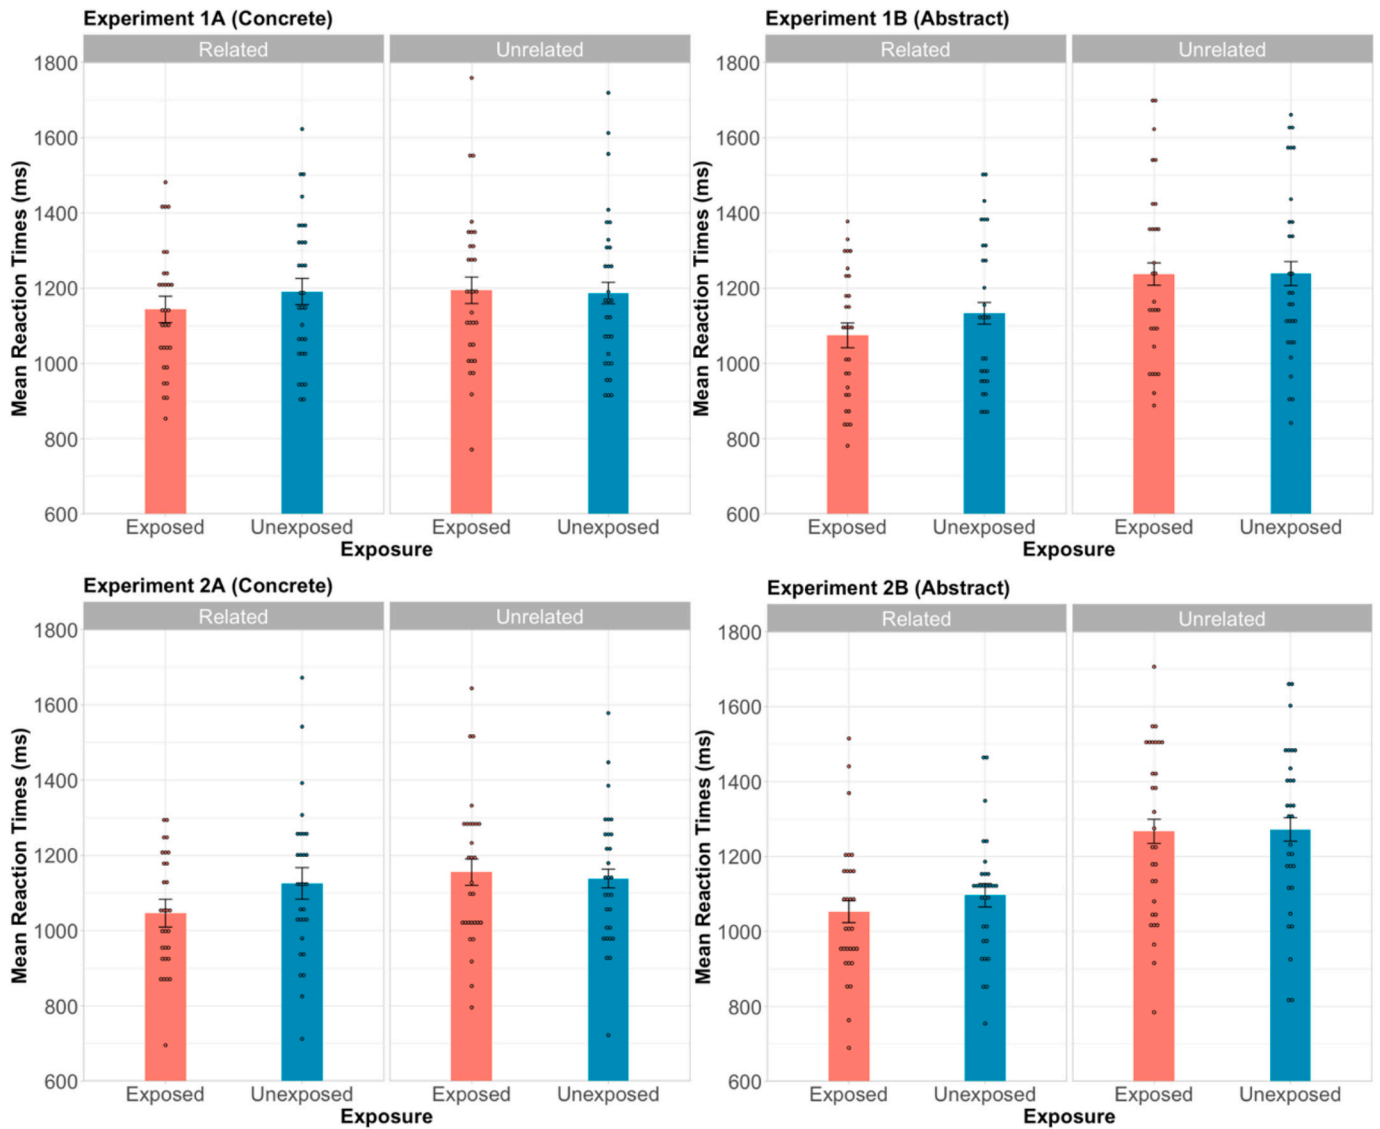 Experiment 1A (Concrete)
Related
Unrelated
Mean Reaction Times (ms)
1800
1600
1400
1200
1000
800
600
Exposed
Unexposed
Exposed
Unexposed
Exposure
Experiment 1B (Abstract)
Related
Unrelated
Mean Reaction Times (ms)
1800
1600
1400
1200
1000
800
600
Exposed
Unexposed
Exposed
Unexposed
Exposure
Experiment 2A (Concrete)
Related
Unrelated
Mean Reaction Times (ms)
1800
1600
1400
1200
1000
800
600
Exposed
Unexposed
Exposed
Unexposed
Exposure
Experiment 2B (Abstract)
Related
Unrelated
Mean Reaction Times (ms)
1800
1600
1400
1200
1000
800
600
Exposed
Unexposed
Exposed
Unexposed
Exposure